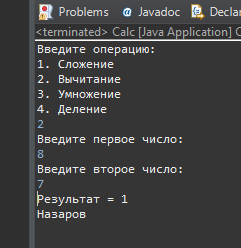 Problems @ Javadoc
<terminated> Calc [Java Application] C
Введите операцию:
1. Сложение
2. Вычитание
3. Умножение
4. Деление
2
Введите первое число:
8
Введите второе число:
7
Результат = 1
Назаров